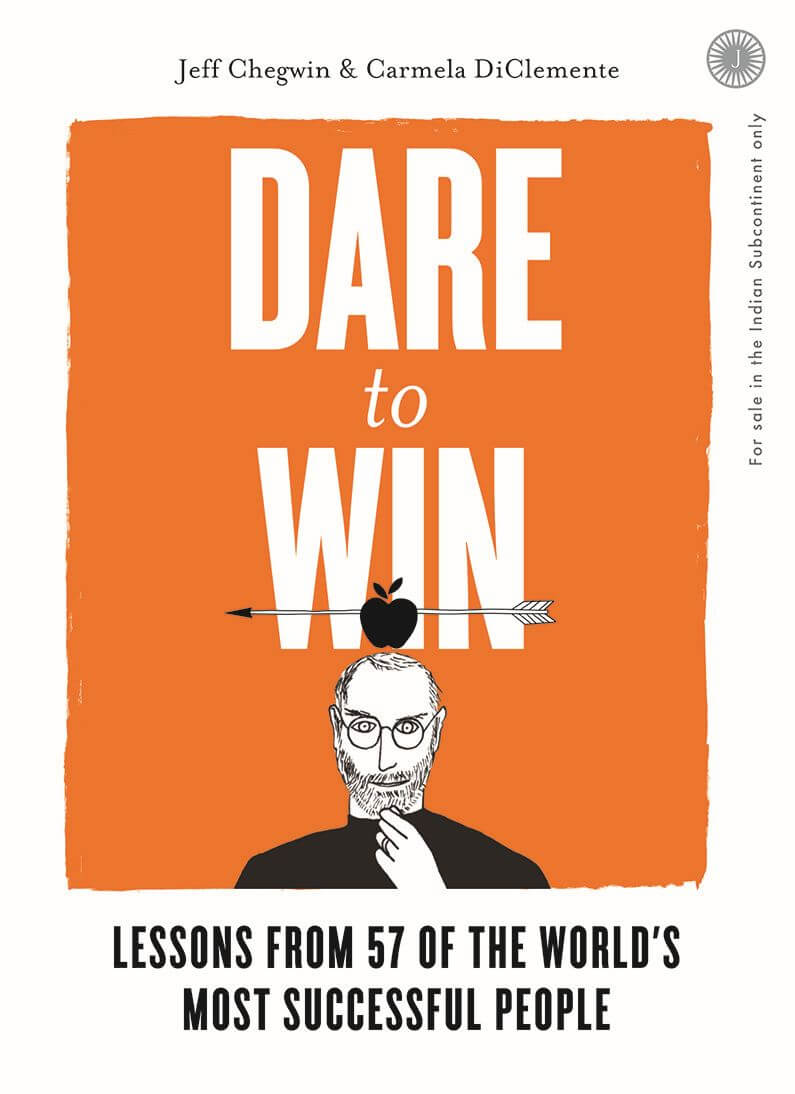 Jeff Chegwin & Carmela DiClemente
J
For sale in the Indian Subcontinent only
DARE
to
WIN
LESSONS FROM 57 OF THE WORLD'S
MOST SUCCESSFUL PEOPLE